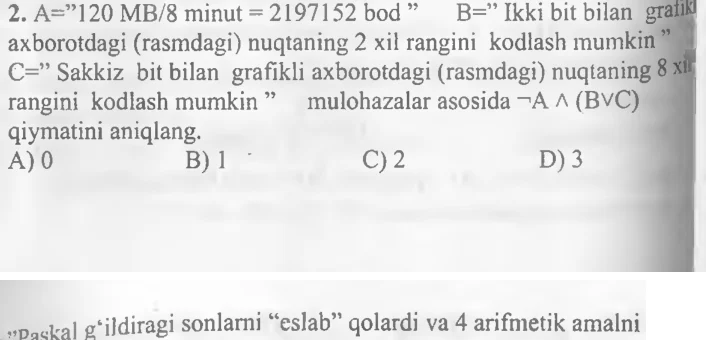 2. A=”120 MB/8 minut = 2197152 bod ” B=” Ikki bit bilan grafikl
axborotdagi (rasmdagi) nuqtaning 2 xil rangini kodlash mumkin ”
C=” Sakkiz bit bilan grafikli axborotdagi (rasmdagi) nuqtaning 8 xil
rangini kodlash mumkin ” mulohazalar asosida ¬A ∧ (B∨C)
qiymatini aniqlang.
A) 0 B) 1 C) 2 D) 3
”Paskal g‘ildiragi sonlarni “eslab” qolardi va 4 arifmetik amalni